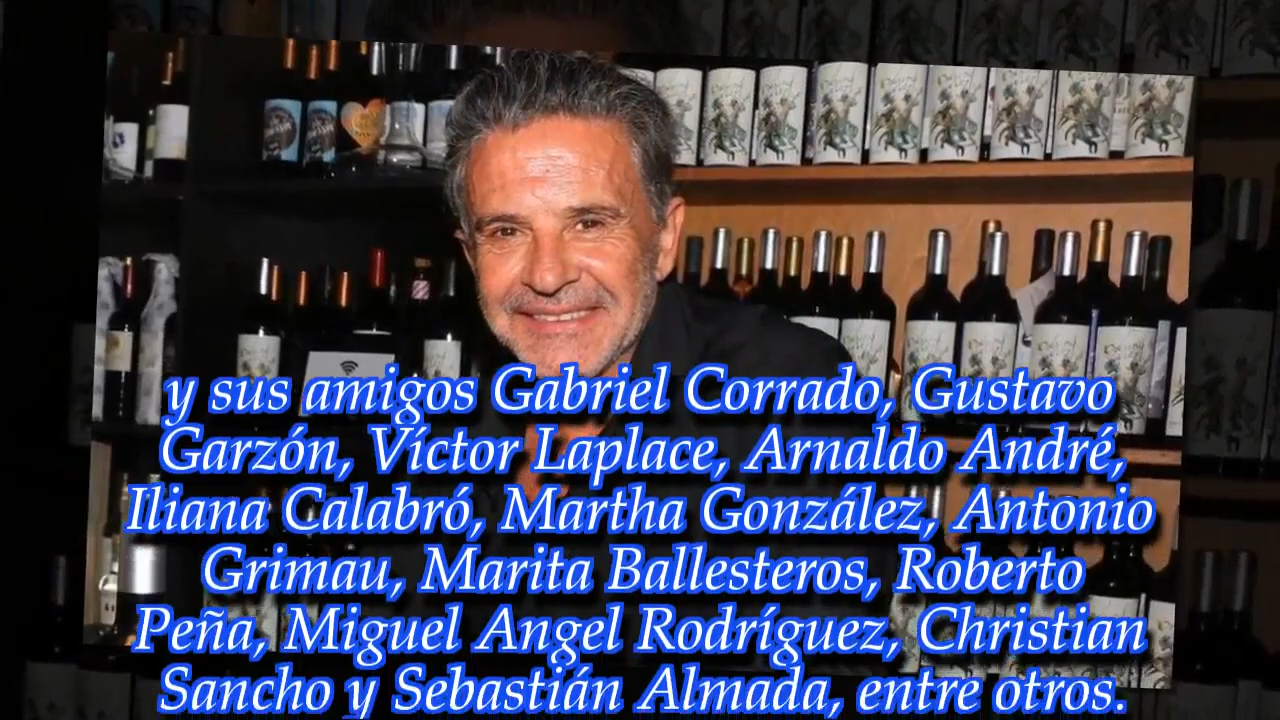 y sus amigos Gabriel Corrado, Gustavo
Garzón, Víctor Laplace, Arnaldo André,
Iliana Calabró, Martha González, Antonio
Grimau, Marita Ballesteros, Roberto
Peña, Miguel Angel Rodríguez, Christian
Sancho y Sebastián Almada, entre otros.